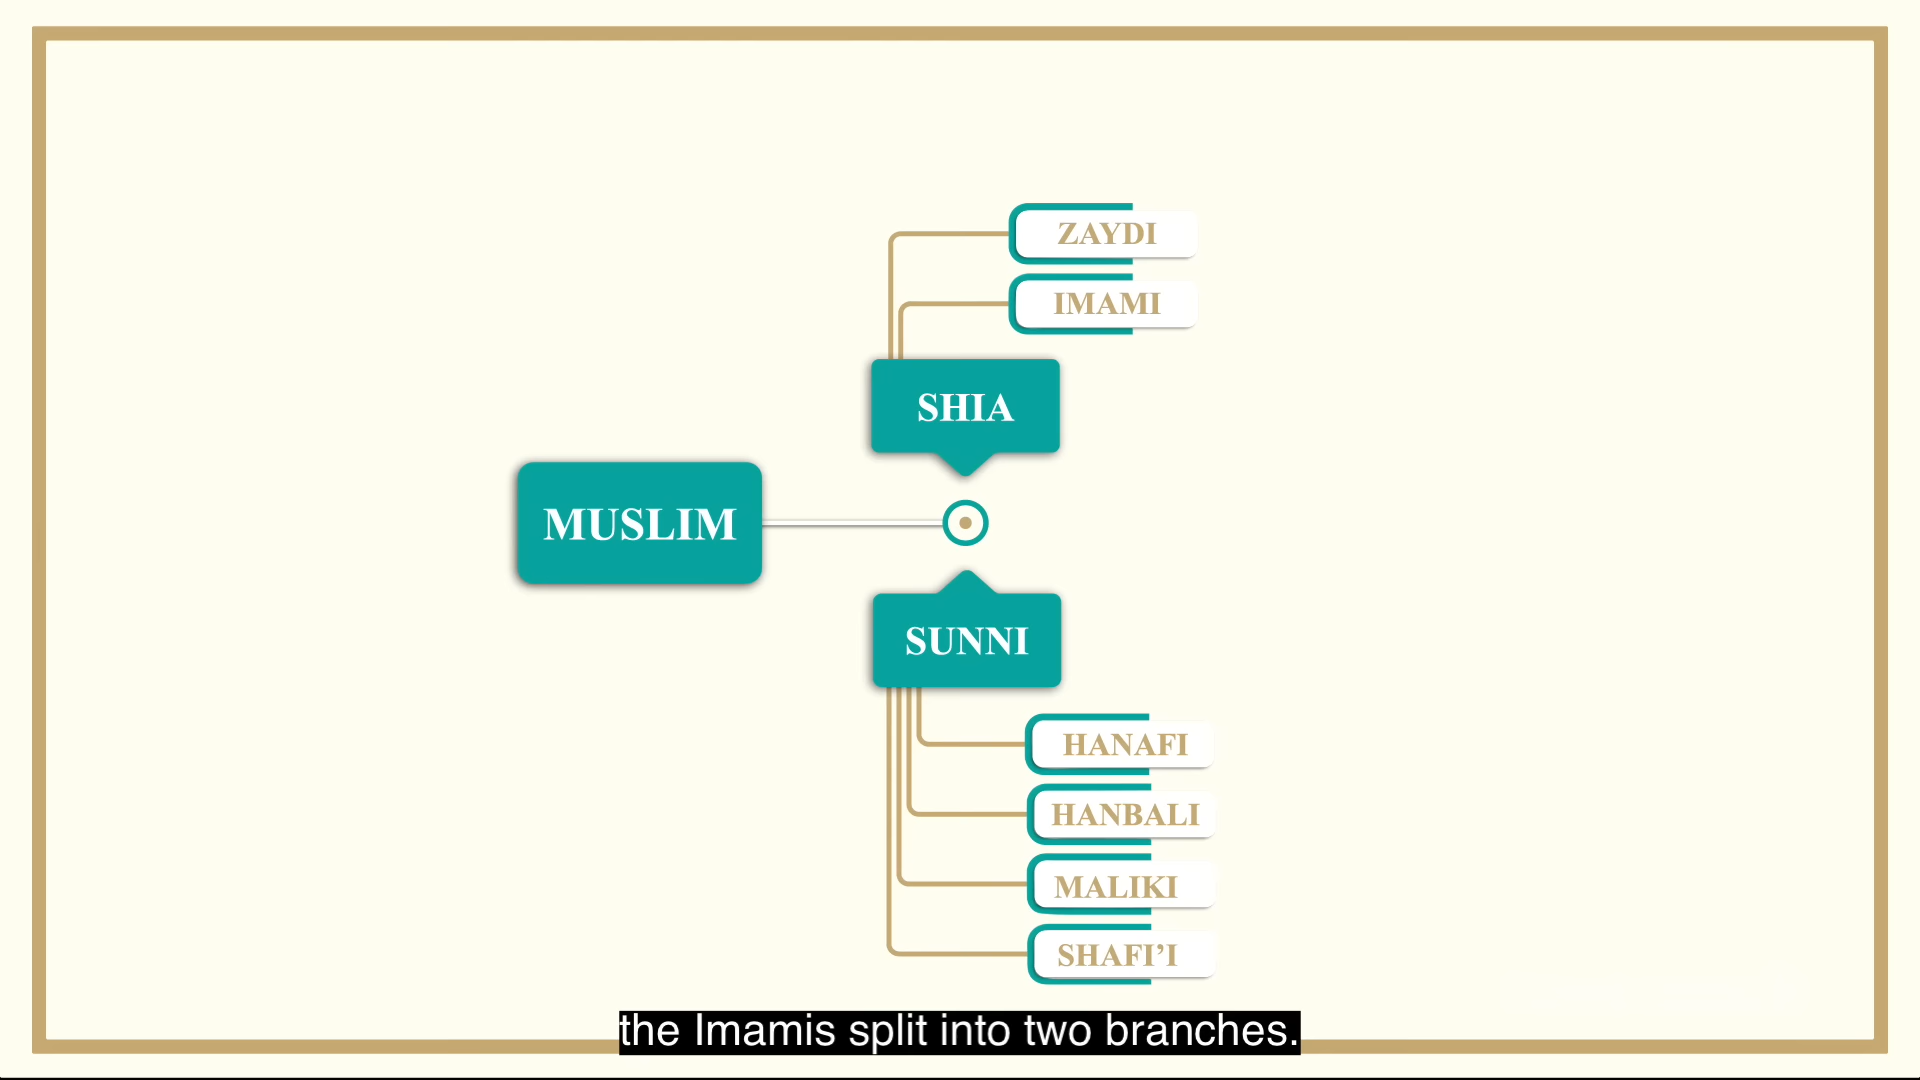 ZAYDI
IMAMI
SHIA
MUSLIM
SUNNI
HANAFI
HANBALI
MALIKI
SHAFI’I
the Imamis split into two branches.